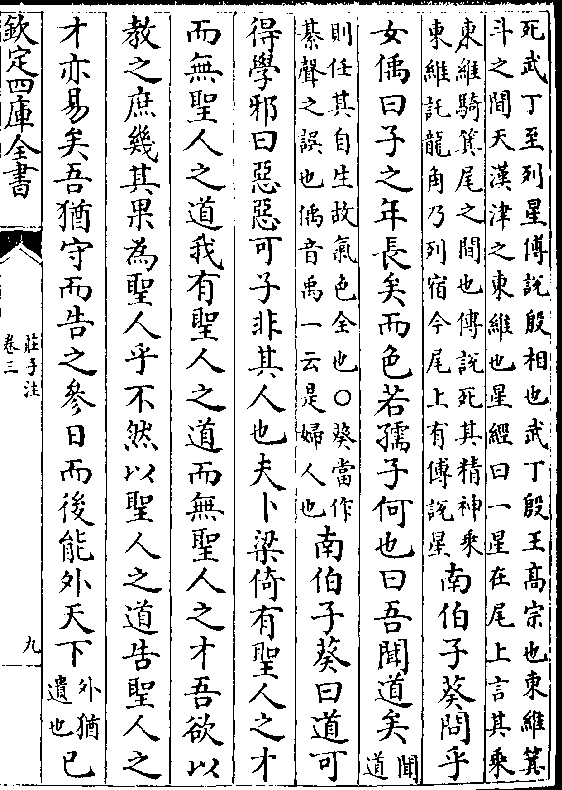 死武丁至列星傅說殷相也武丁殷王高宗也東維箕
斗之間天漢津之東維也星經曰一星在尾上言其乘
東維騎箕尾之間也傅說死其精神乘
東維託龍角乃列宿今尾上有傅說星
南伯子葵問乎
女偊曰子之年長矣而色若孺子何也曰吾聞道矣
聞
道
則任其自生故氣色全也○葵當作
綦聲之誤也偊音禹一云是婦人也
南伯子葵曰道可
得學邪曰惡惡可子非其人也夫卜梁倚有聖人之才
而無聖人之道我有聖人之道而無聖人之才吾欲以
教之庶幾其果為聖人乎不然以聖人之道告聖人之
才亦易矣吾猶守而告之參日而後能外天下
外猶
遺也
已
欽定四庫全書
莊子注
卷三
九